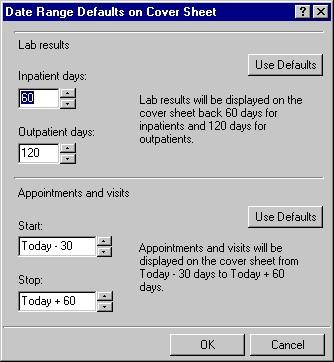 Date Range Defaults on Cover Sheet
Lab results
Use Defaults
Inpatient days:
60
Lab results will be displayed on the
cover sheet back 60 days for
inpatients and 120 days for
outpatients.
Outpatient days:
120
Appointments and visits
Use Defaults
Start:
Today - 30
Appointments and visits will be
displayed on the cover sheet from
Today - 30 days to Today + 60
days.
Stop:
Today + 60
OK
Cancel